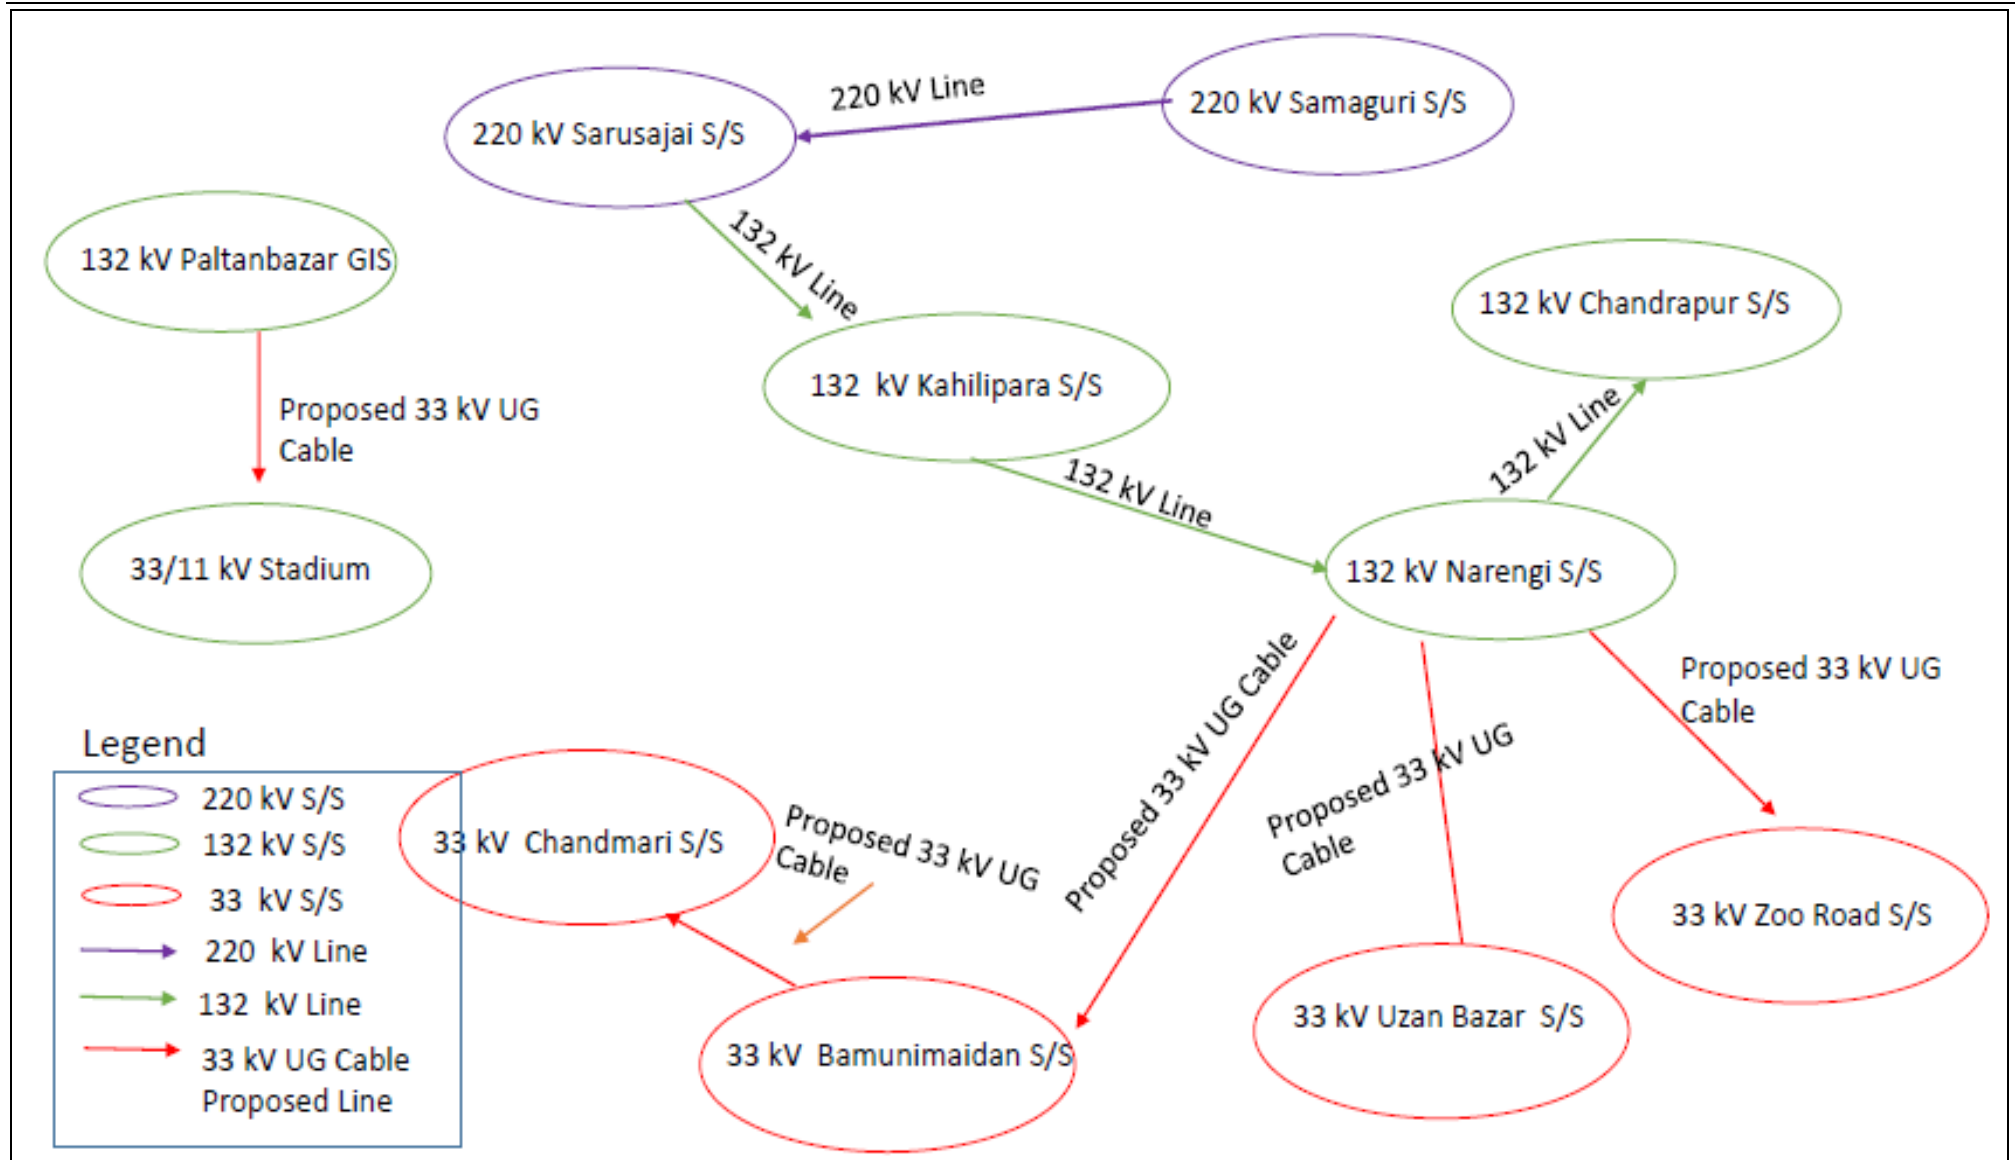 220 kV Line
220 kV Samaguri S/S
220 kV Sarusajai S/S
132 kV Line
132 kV Paltanbazar GIS
132 kV Chandrapur S/S
132 kV Kahilipara S/S
132 kV Line
Proposed 33 kV UG
Cable
132 kV Line
33/11 kV Stadium
132 kV Narengi S/S
Proposed 33 kV UG Cable
Proposed 33 kV UG
Cable
Proposed 33 kV UG
Cable
Proposed 33 kV UG
Cable
33 kV Chandmari S/S
33 kV Zoo Road S/S
33 kV Uzan Bazar S/S
33 kV Bamunimaidan S/S
Legend
220 kV S/S
132 kV S/S
33 kV S/S
220 kV Line
132 kV Line
33 kV UG Cable
Proposed Line